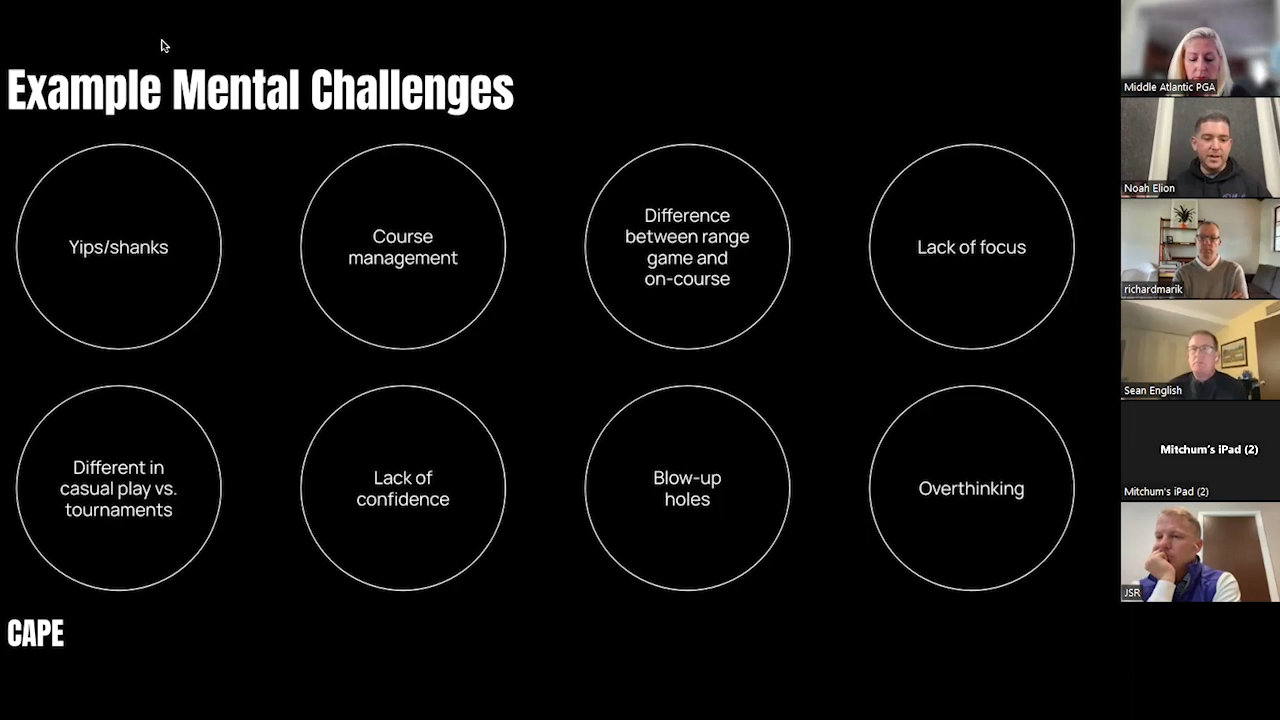 Example Mental Challenges
Yips/shanks
Course
management
Difference
between range
game and
on-course
Lack of focus
Different in
casual play vs.
tournaments
Lack of
confidence
Blow-up
holes
Overthinking
CAPE
Middle Atlantic PGA
Noah Elion
richardmarik
Sean English
Mitchum's iPad (2)
Mitchum's iPad (2)
JSR